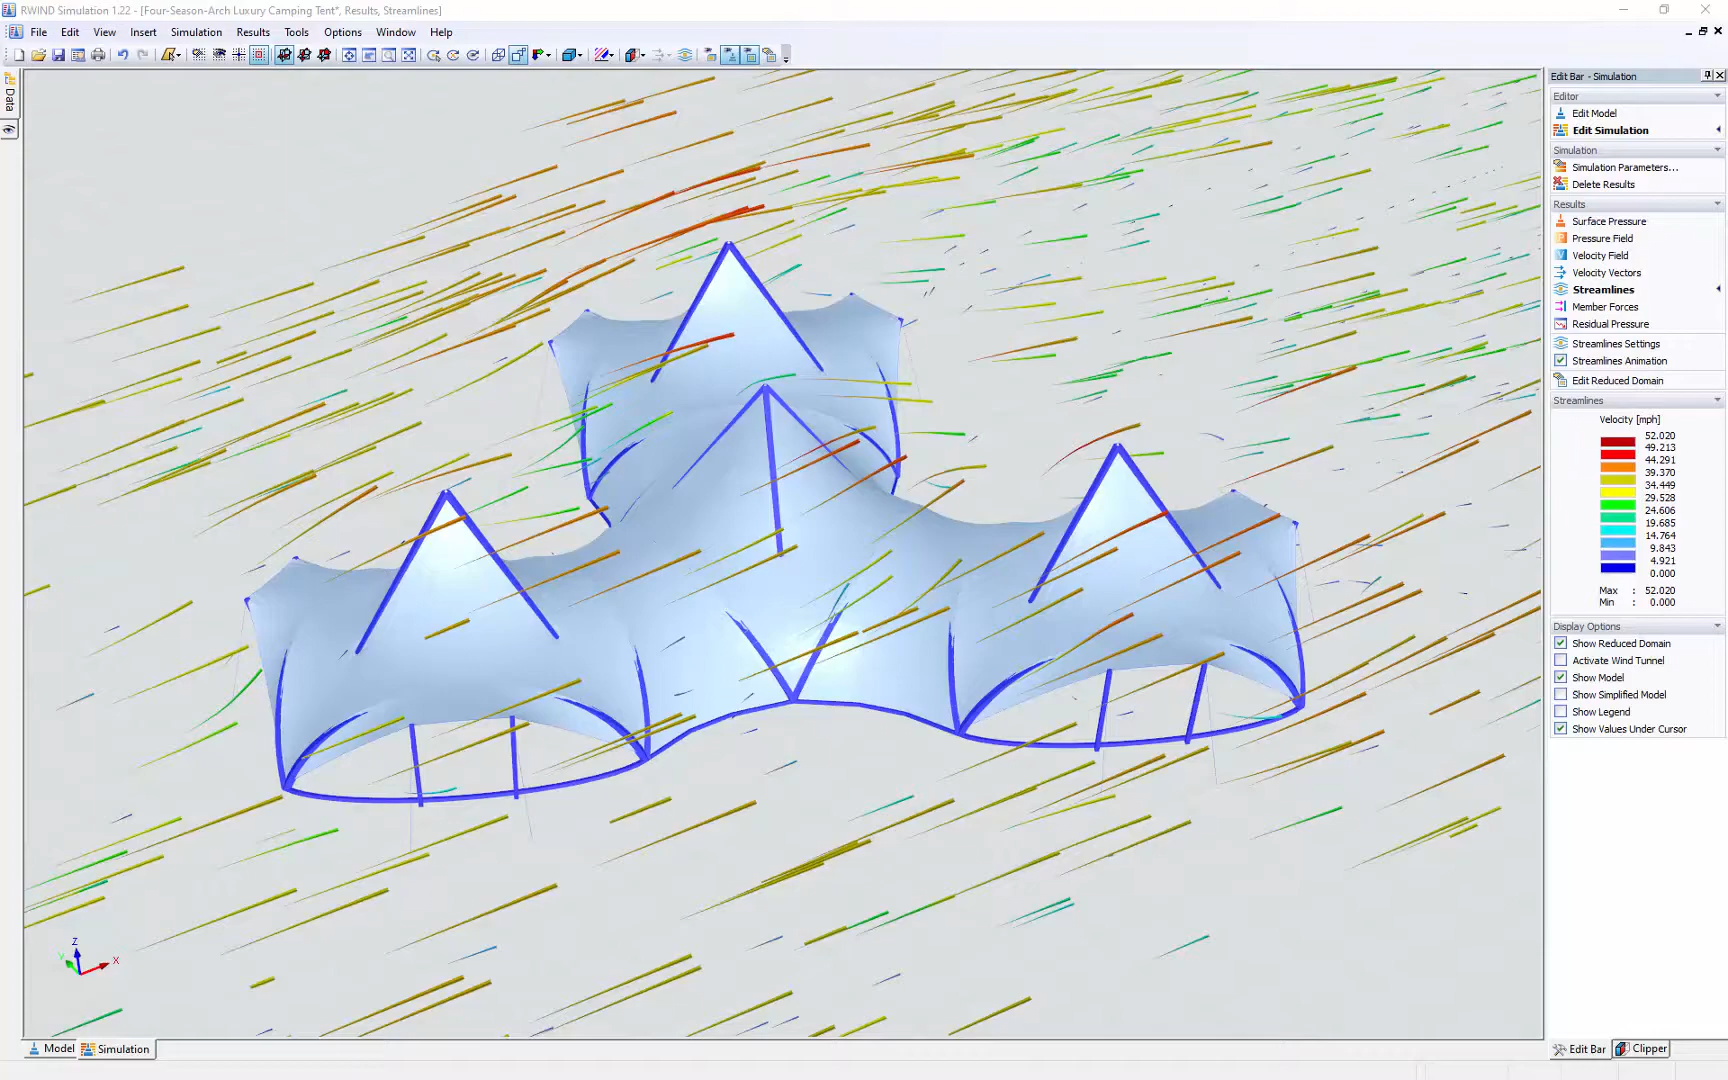 RWIND Simulation 1.22 - [Four-Season-Arch Luxury Camping Tent*, Results, Streamlines]
File Edit View Insert Simulation Results Tools Options Window Help
Data
Edit Bar - Simulation
Editor
Edit Model
Edit Simulation
Simulation
Simulation Parameters...
Delete Results
Results
Surface Pressure
Pressure Field
Velocity Field
Velocity Vectors
Streamlines
Member Forces
Residual Pressure
Streamlines Settings
Streamlines Animation
Edit Reduced Domain
Streamlines
Velocity [mph]
52.020
49.213
44.291
39.370
34.449
29.528
24.606
19.685
14.764
9.843
4.921
0.000
Max : 52.020
Min : 0.000
Display Options
Show Reduced Domain
Activate Wind Tunnel
Show Model
Show Simplified Model
Show Legend
Show Values Under Cursor
Z
Y
X
Model Simulation
Edit Bar Clipper